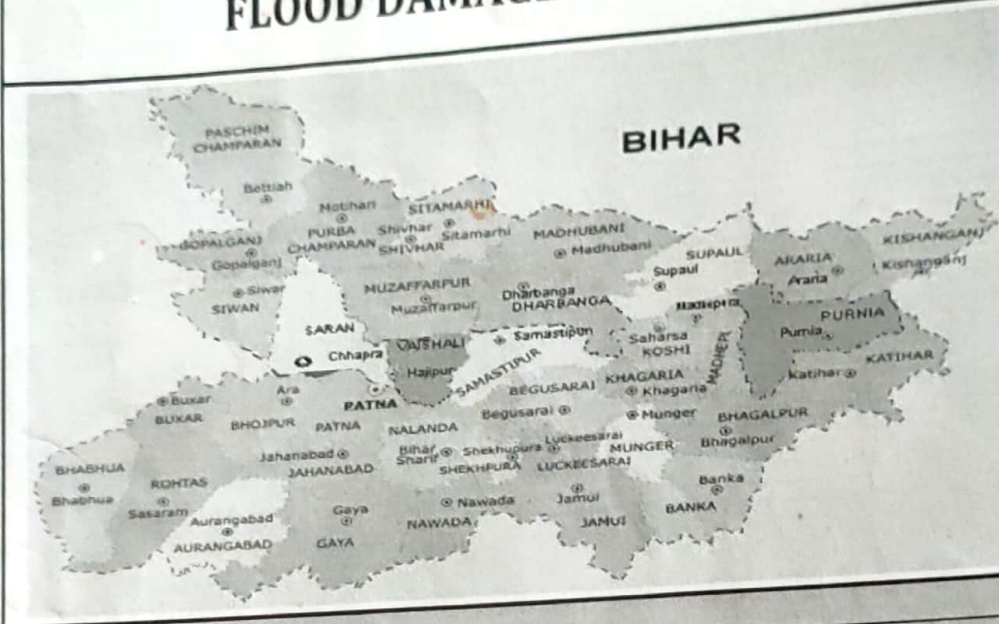 FLOOD DAMAGE
BIHAR
PASCHIM
CHAMPARAN
Bettiah
Motihari
SITAMARHI
PURBA
CHAMPARAN
Shivhar
SHIVHAR
Sitamarhi
MADHUBANI
Madhubani
GOPALGANJ
Gopalganj
SUPAUL
Supaul
ARARIA
Araria
KISHANGANJ
Kishanganj
Siwan
SIWAN
MUZAFFARPUR
Muzaffarpur
Dharbanga
DHARBANGA
PURNIA
Purnia
SARAN
Chhapra
VAISHALI
Hajipur
Samastipur
SAMASTIPUR
Saharsa
KOSHI
KATIHAR
Katihar
Buxar
BUXAR
Ara
BHOJPUR
PATNA
PATNA
NALANDA
BEGUSARAI
Begusarai
KHAGARIA
Khagaria
Munger
MUNGER
BHAGALPUR
Bhagalpur
Jahanabad
JAHANABAD
Bihar
Sharif
Shekhupura
SHEKHPURA
Luckeesarai
LUCKEESARAI
BHABHUA
Bhabhua
ROHTAS
Sasaram
Aurangabad
AURANGABAD
Gaya
GAYA
Nawada
NAWADA
Jamui
JAMUI
Banka
BANKA